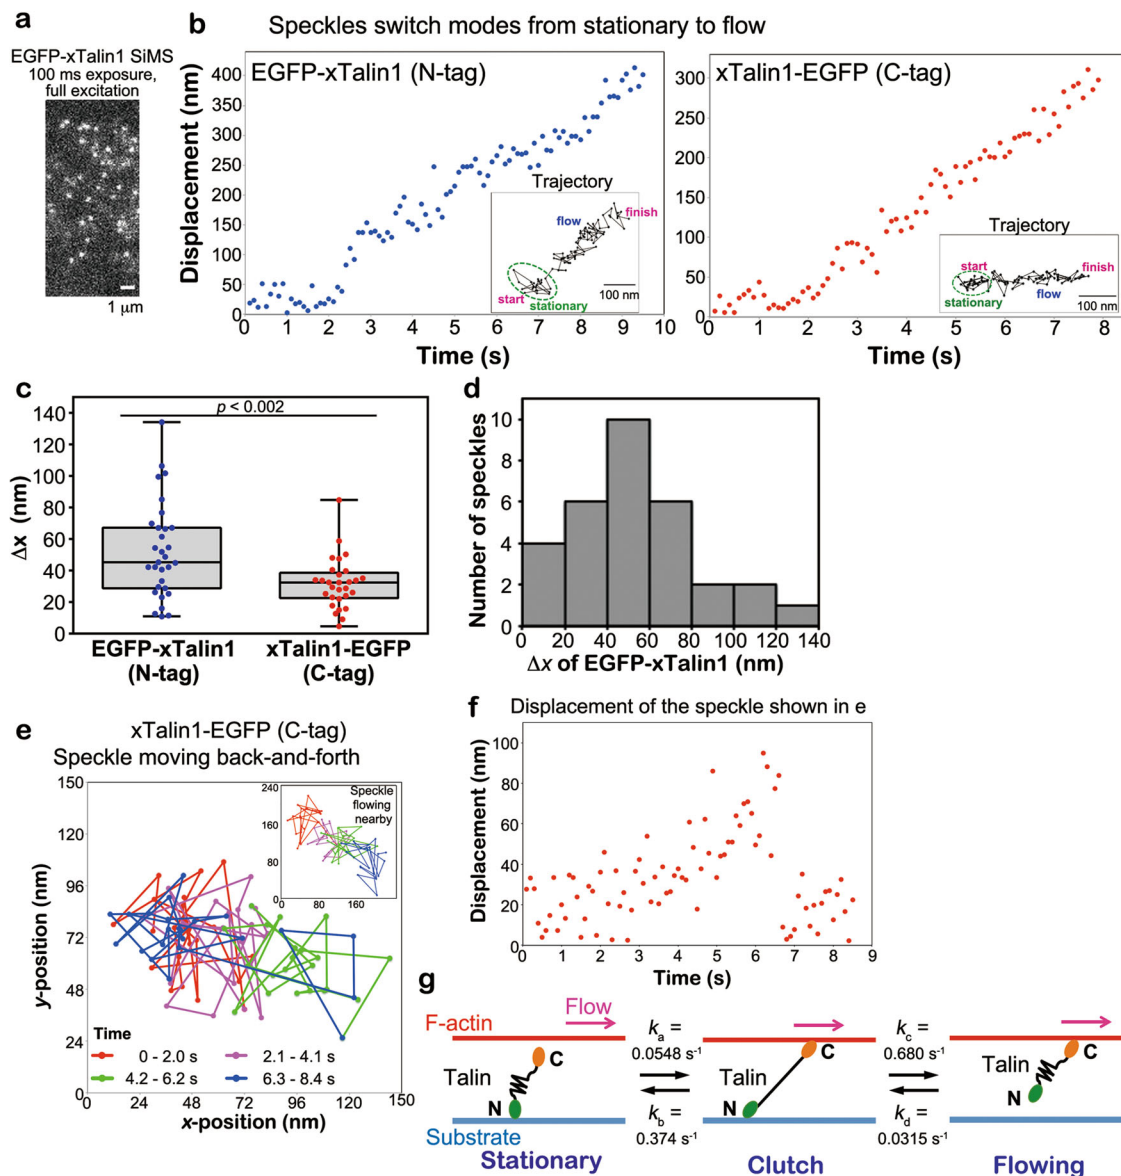 a
EGFP-xTalin1 SiMS
100 ms exposure,
full excitation
1 μm
b
Speckles switch modes from stationary to flow
EGFP-xTalin1 (N-tag)
Displacement (nm)
400
350
300
250
200
150
100
50
0
0 1 2 3 4 5 6 7 8 9 10
Time (s)
Trajectory
finish
flow
start
stationary
100 nm
xTalin1-EGFP (C-tag)
300
250
200
150
100
50
0
0 1 2 3 4 5 6 7 8
Time (s)
Trajectory
start
finish
stationary
flow
100 nm
c
p < 0.002
Δx (nm)
140
120
100
80
60
40
20
0
EGFP-xTalin1
(N-tag)
xTalin1-EGFP
(C-tag)
d
Number of speckles
10
8
6
4
2
0
0 20 40 60 80 100 120 140
Δx of EGFP-xTalin1 (nm)
e
xTalin1-EGFP (C-tag)
Speckle moving back-and-forth
y-position (nm)
150
120
96
72
48
24
0
0 24 48 72 96 120 150
x-position (nm)
Speckle
flowing
nearby
240
160
80
0
0 80 160
Time
0 - 2.0 s
2.1 - 4.1 s
4.2 - 6.2 s
6.3 - 8.4 s
f
Displacement of the speckle shown in e
Displacement (nm)
100
80
60
40
20
0
0 1 2 3 4 5 6 7 8 9
Time (s)
g
F-actin
Flow
C
Talin
N
Substrate
Stationary
ka =
0.0548 s-1
kb =
0.374 s-1
C
Talin
N
Clutch
kc =
0.680 s-1
kd =
0.0315 s-1
C
Talin
N
Flowing